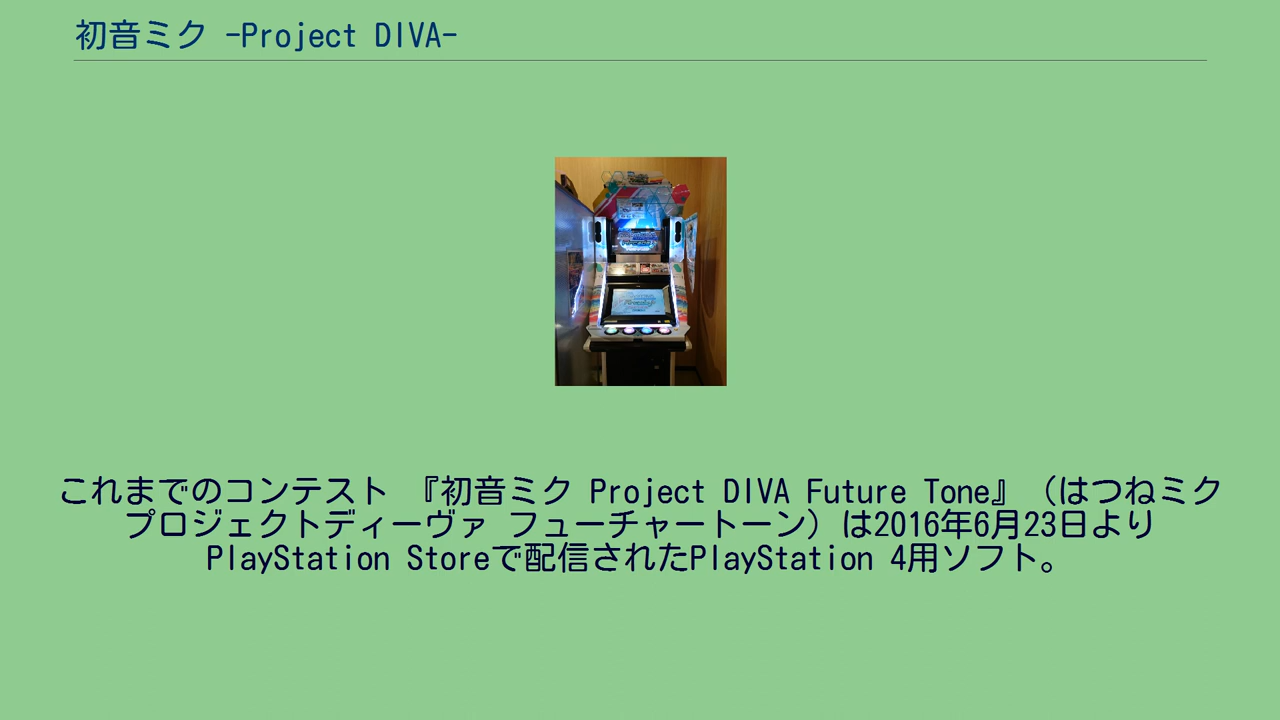 初音ミク -Project DIVA-
これまでのコンテスト 『初音ミク Project DIVA Future Tone』（はつねミク
プロジェクトディーヴァ フューチャートーン）は2016年6月23日より
PlayStation Storeで配信されたPlayStation 4用ソフト。